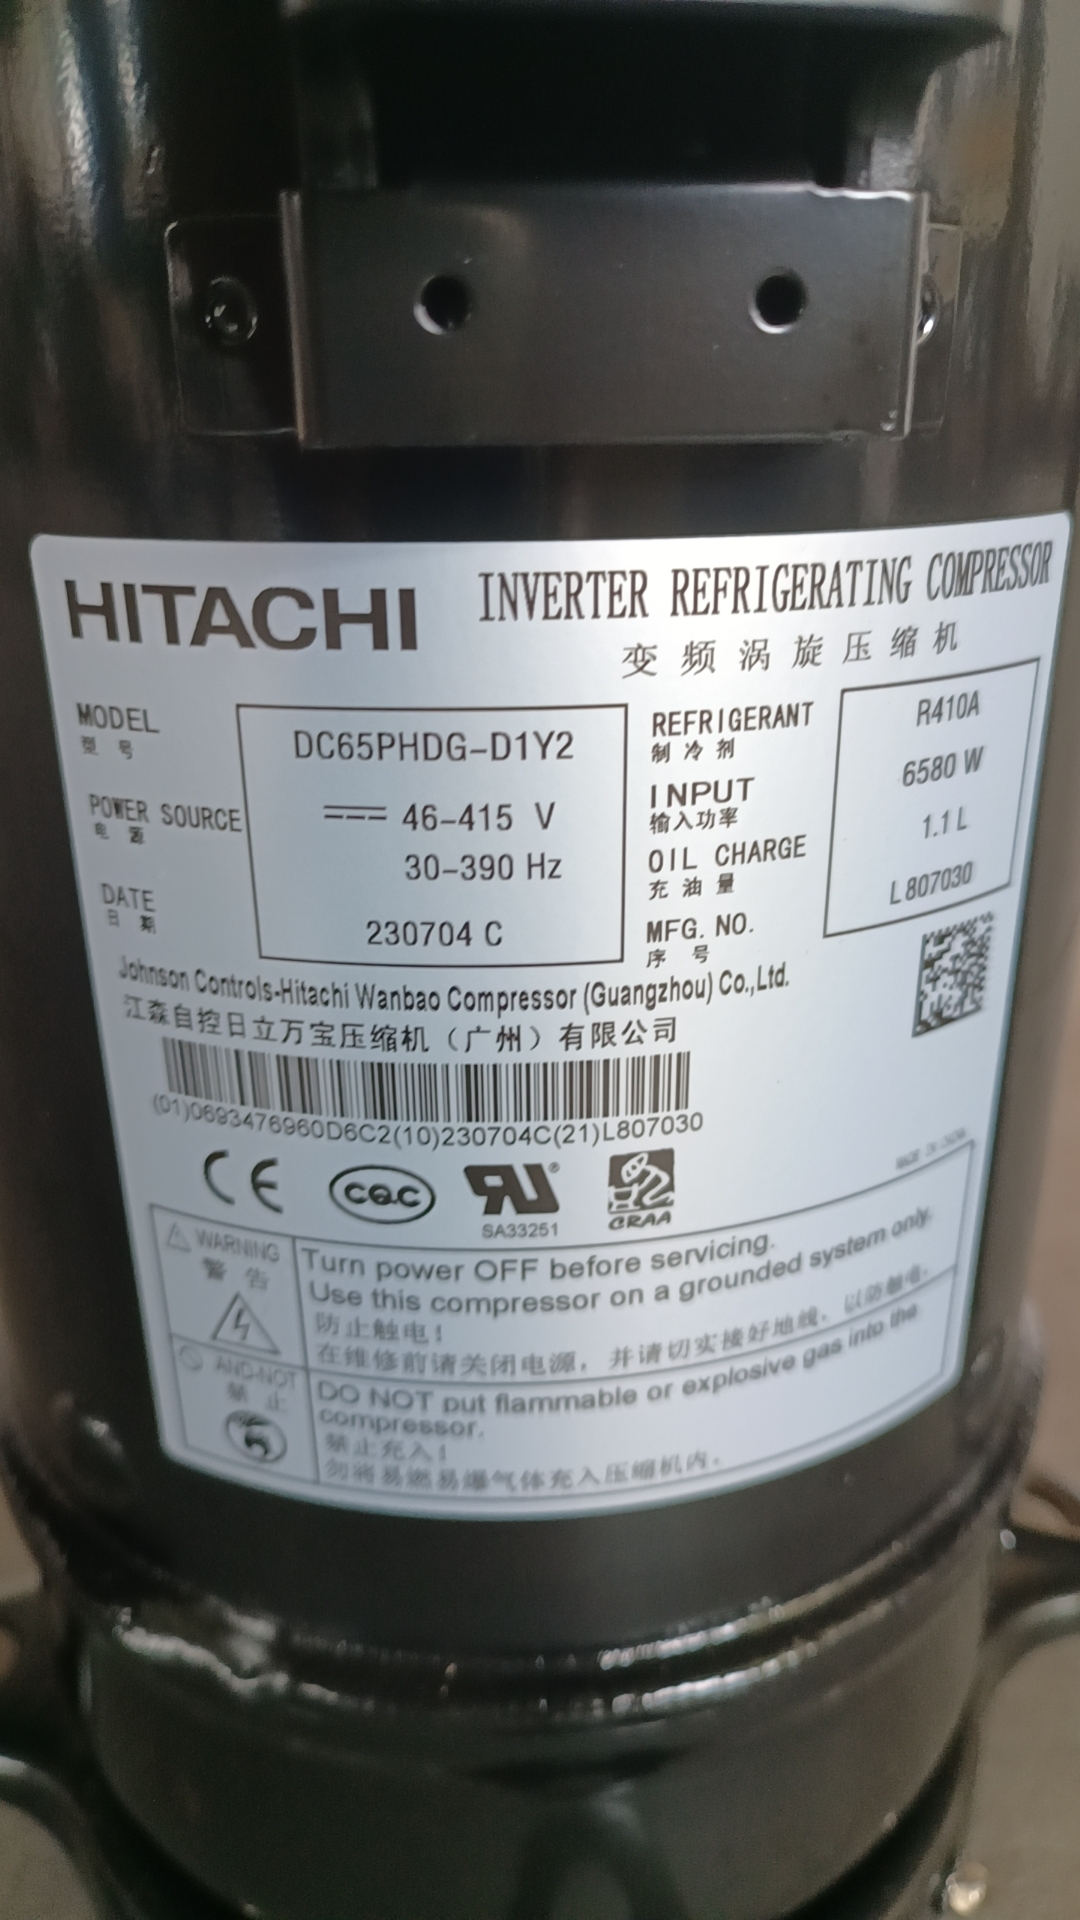 HITACHI
INVERTER REFRIGERATING COMPRESSOR
变频涡旋压缩机
MODEL
型号
DC65PHDG-D1Y2
POWER SOURCE
电源
46-415 V
30-390 Hz
DATE
日期
230704 C
REFRIGERANT
制冷剂
R410A
INPUT
输入功率
6580 W
OIL CHARGE
充油量
1.1 L
MFG. NO.
序号
L807030
Johnson Controls-Hitachi Wanbao Compressor (Guangzhou) Co.,Ltd.
江森自控日立万宝压缩机（广州）有限公司
(01)0693476960D6C2(10)230704C(21)L807030
MADE IN CHINA
CE
CQC
RU®
SA33251
CRAA
WARNING
警告
Turn power OFF before servicing.
Use this compressor on a grounded system only.
防止触电！
在维修前请关闭电源，并请切实接好地线，以防触电。
AND-NOT
禁止
DO NOT put flammable or explosive gas into the
compressor.
禁止充入！
勿将易燃易爆气体充入压缩机内。